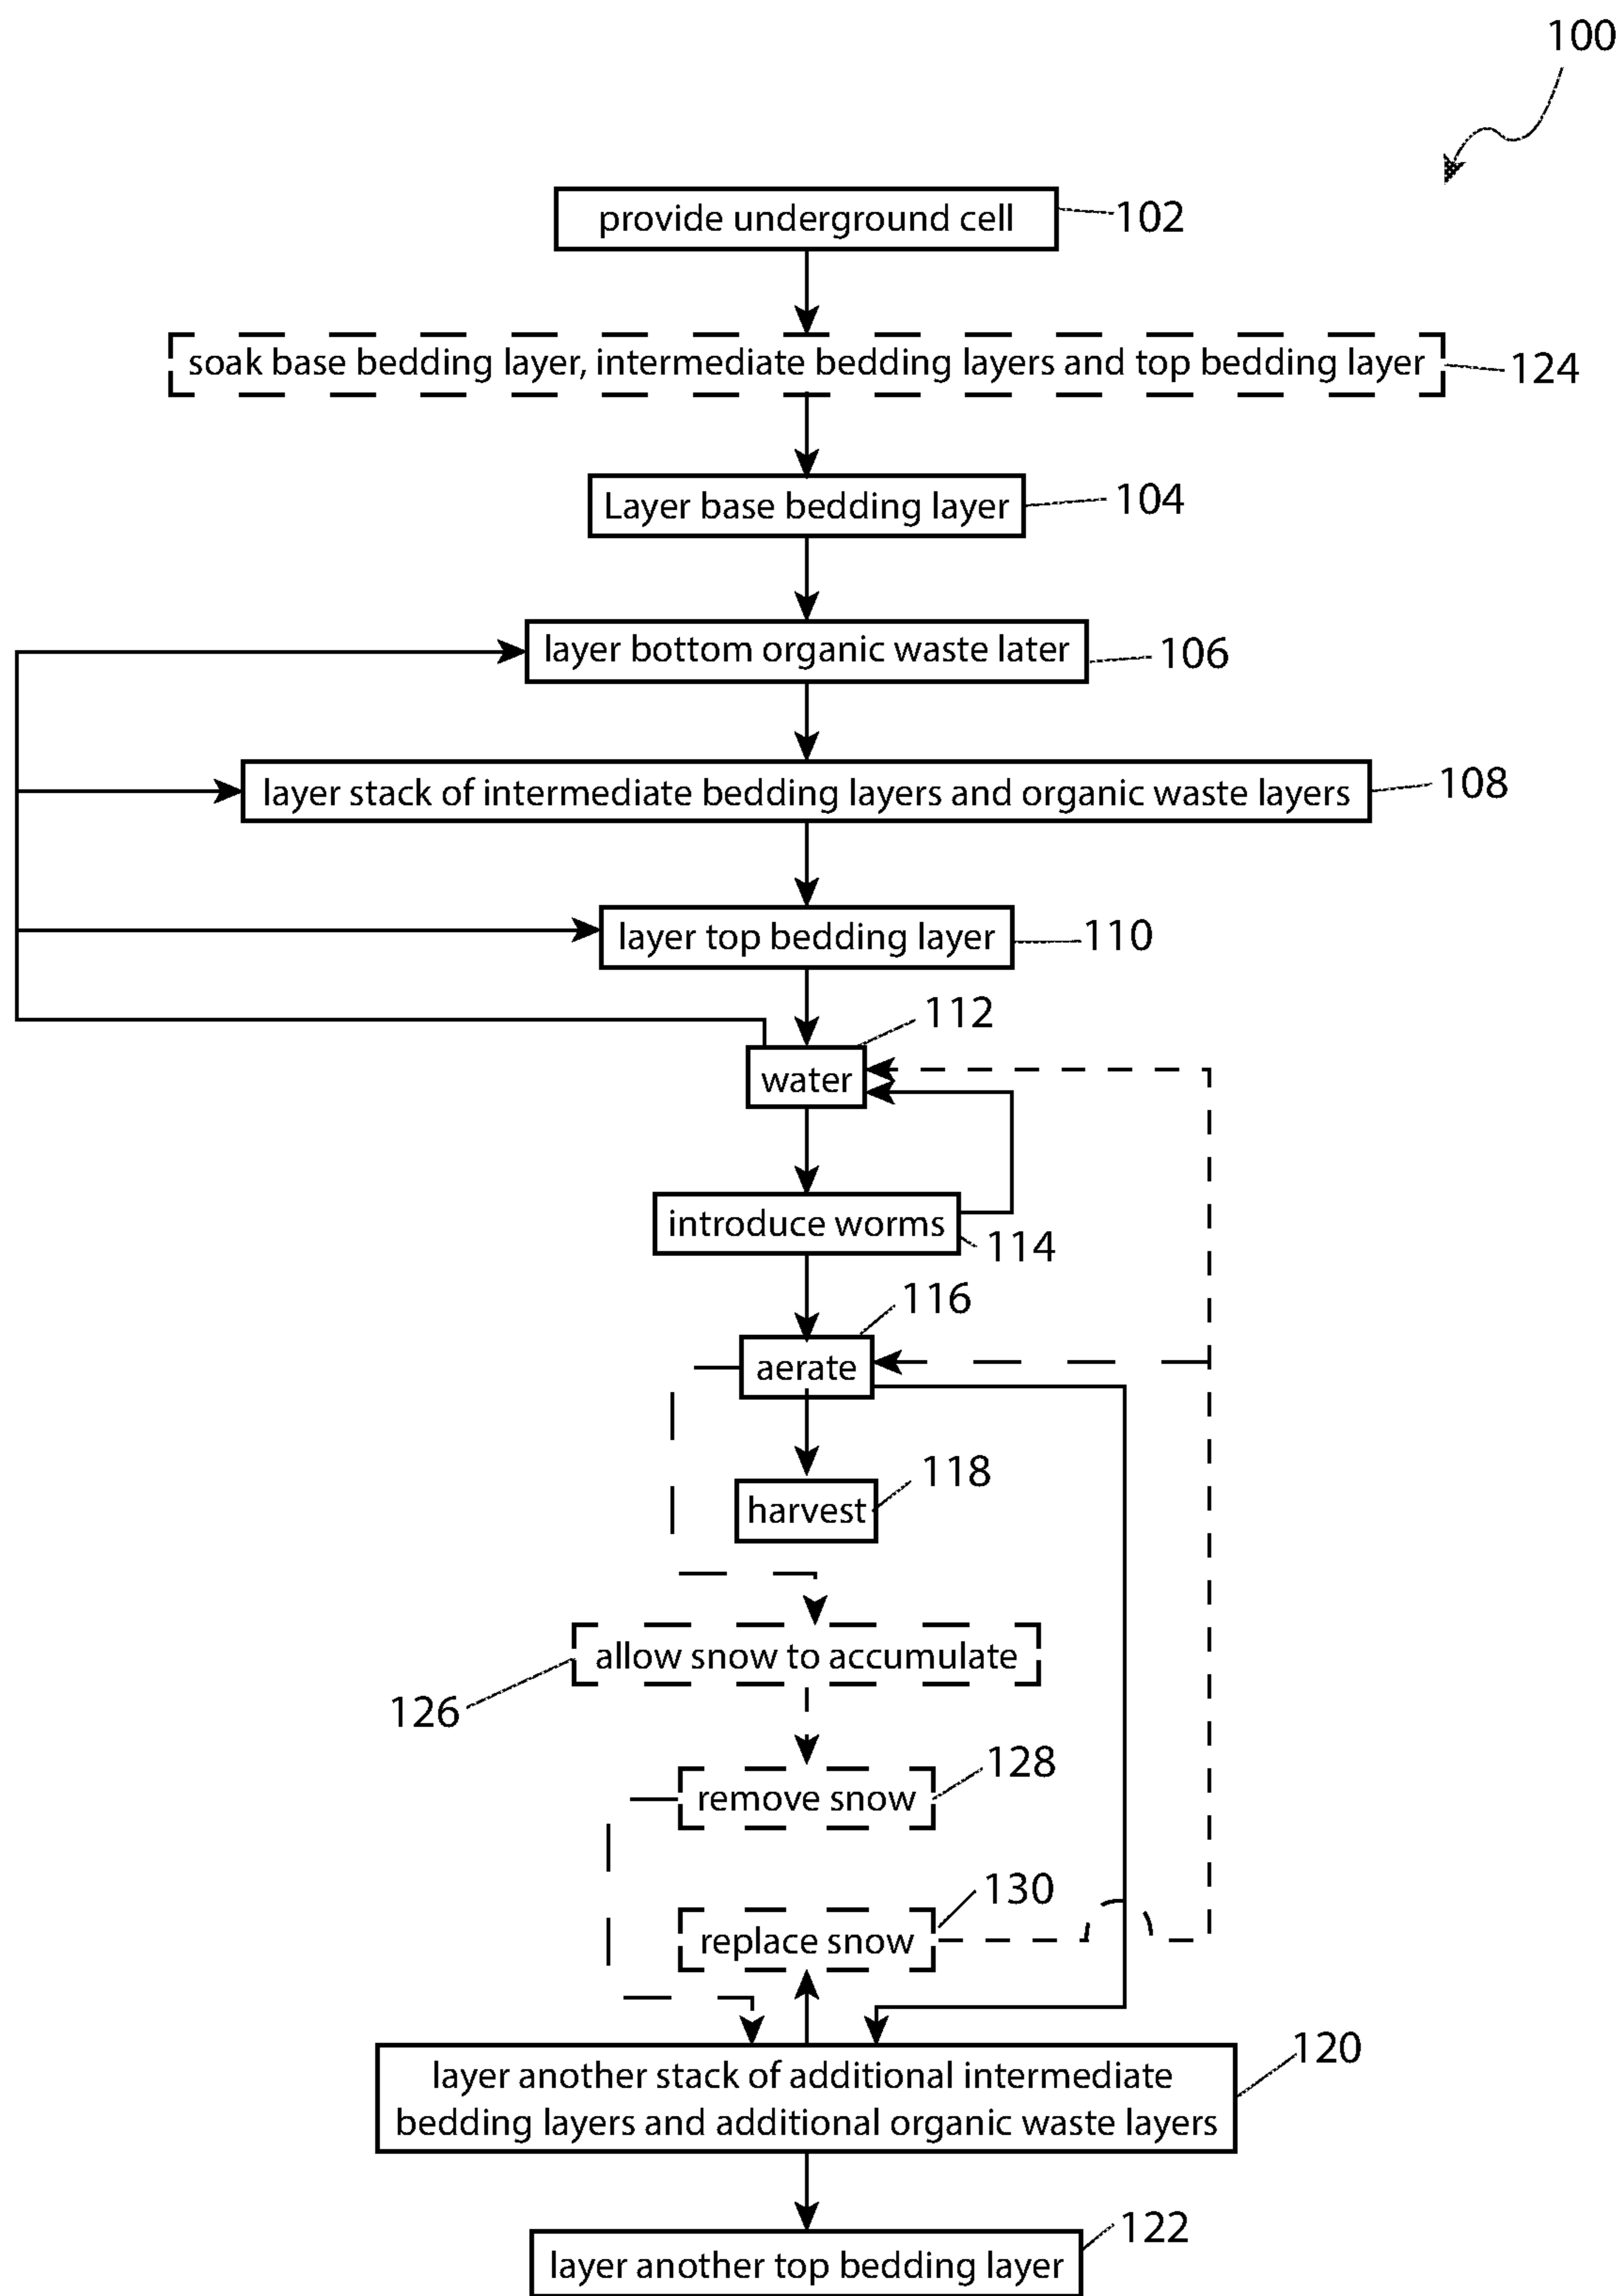 100
provide underground cell
102
soak base bedding layer, intermediate bedding layers and top bedding layer
124
Layer base bedding layer
104
layer bottom organic waste later
106
layer stack of intermediate bedding layers and organic waste layers
108
layer top bedding layer
110
112
water
introduce worms
114
116
aerate
118
harvest
allow snow to accumulate
126
128
remove snow
130
replace snow
120
layer another stack of additional intermediate
bedding layers and additional organic waste layers
122
layer another top bedding layer